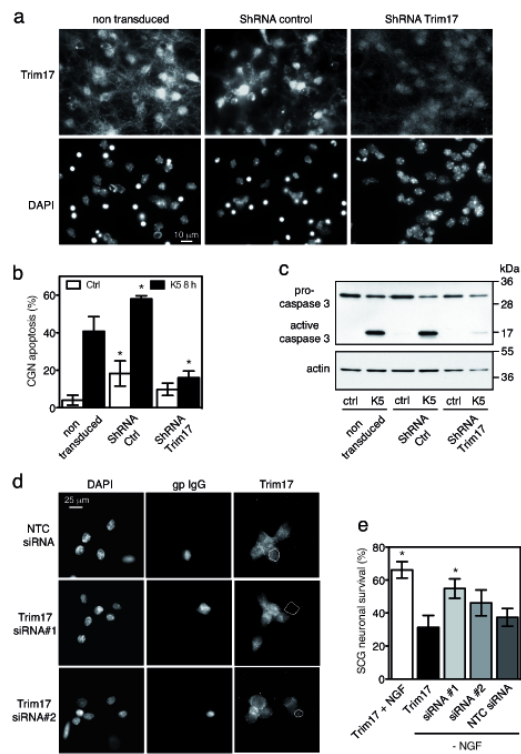 a
non transduced
ShRNA control
ShRNA Trim17
Trim17
DAPI
10 µm
b
Ctrl
K5 8 h
CGN apoptosis (%)
60
40
20
0
*
*
*
non transduced
ShRNA Ctrl
ShRNA Trim17
c
kDa
pro-caspase 3
active caspase 3
actin
36
28
17
55
36
ctrl
K5
ctrl
K5
ctrl
K5
non transduced
ShRNA Ctrl
ShRNA Trim17
d
DAPI
gp IgG
Trim17
25 µm
NTC siRNA
Trim17 siRNA#1
Trim17 siRNA#2
e
SCG neuronal survival (%)
80
60
40
20
0
*
*
Trim17 + NGF
Trim17
siRNA #1
siRNA #2
NTC siRNA
- NGF